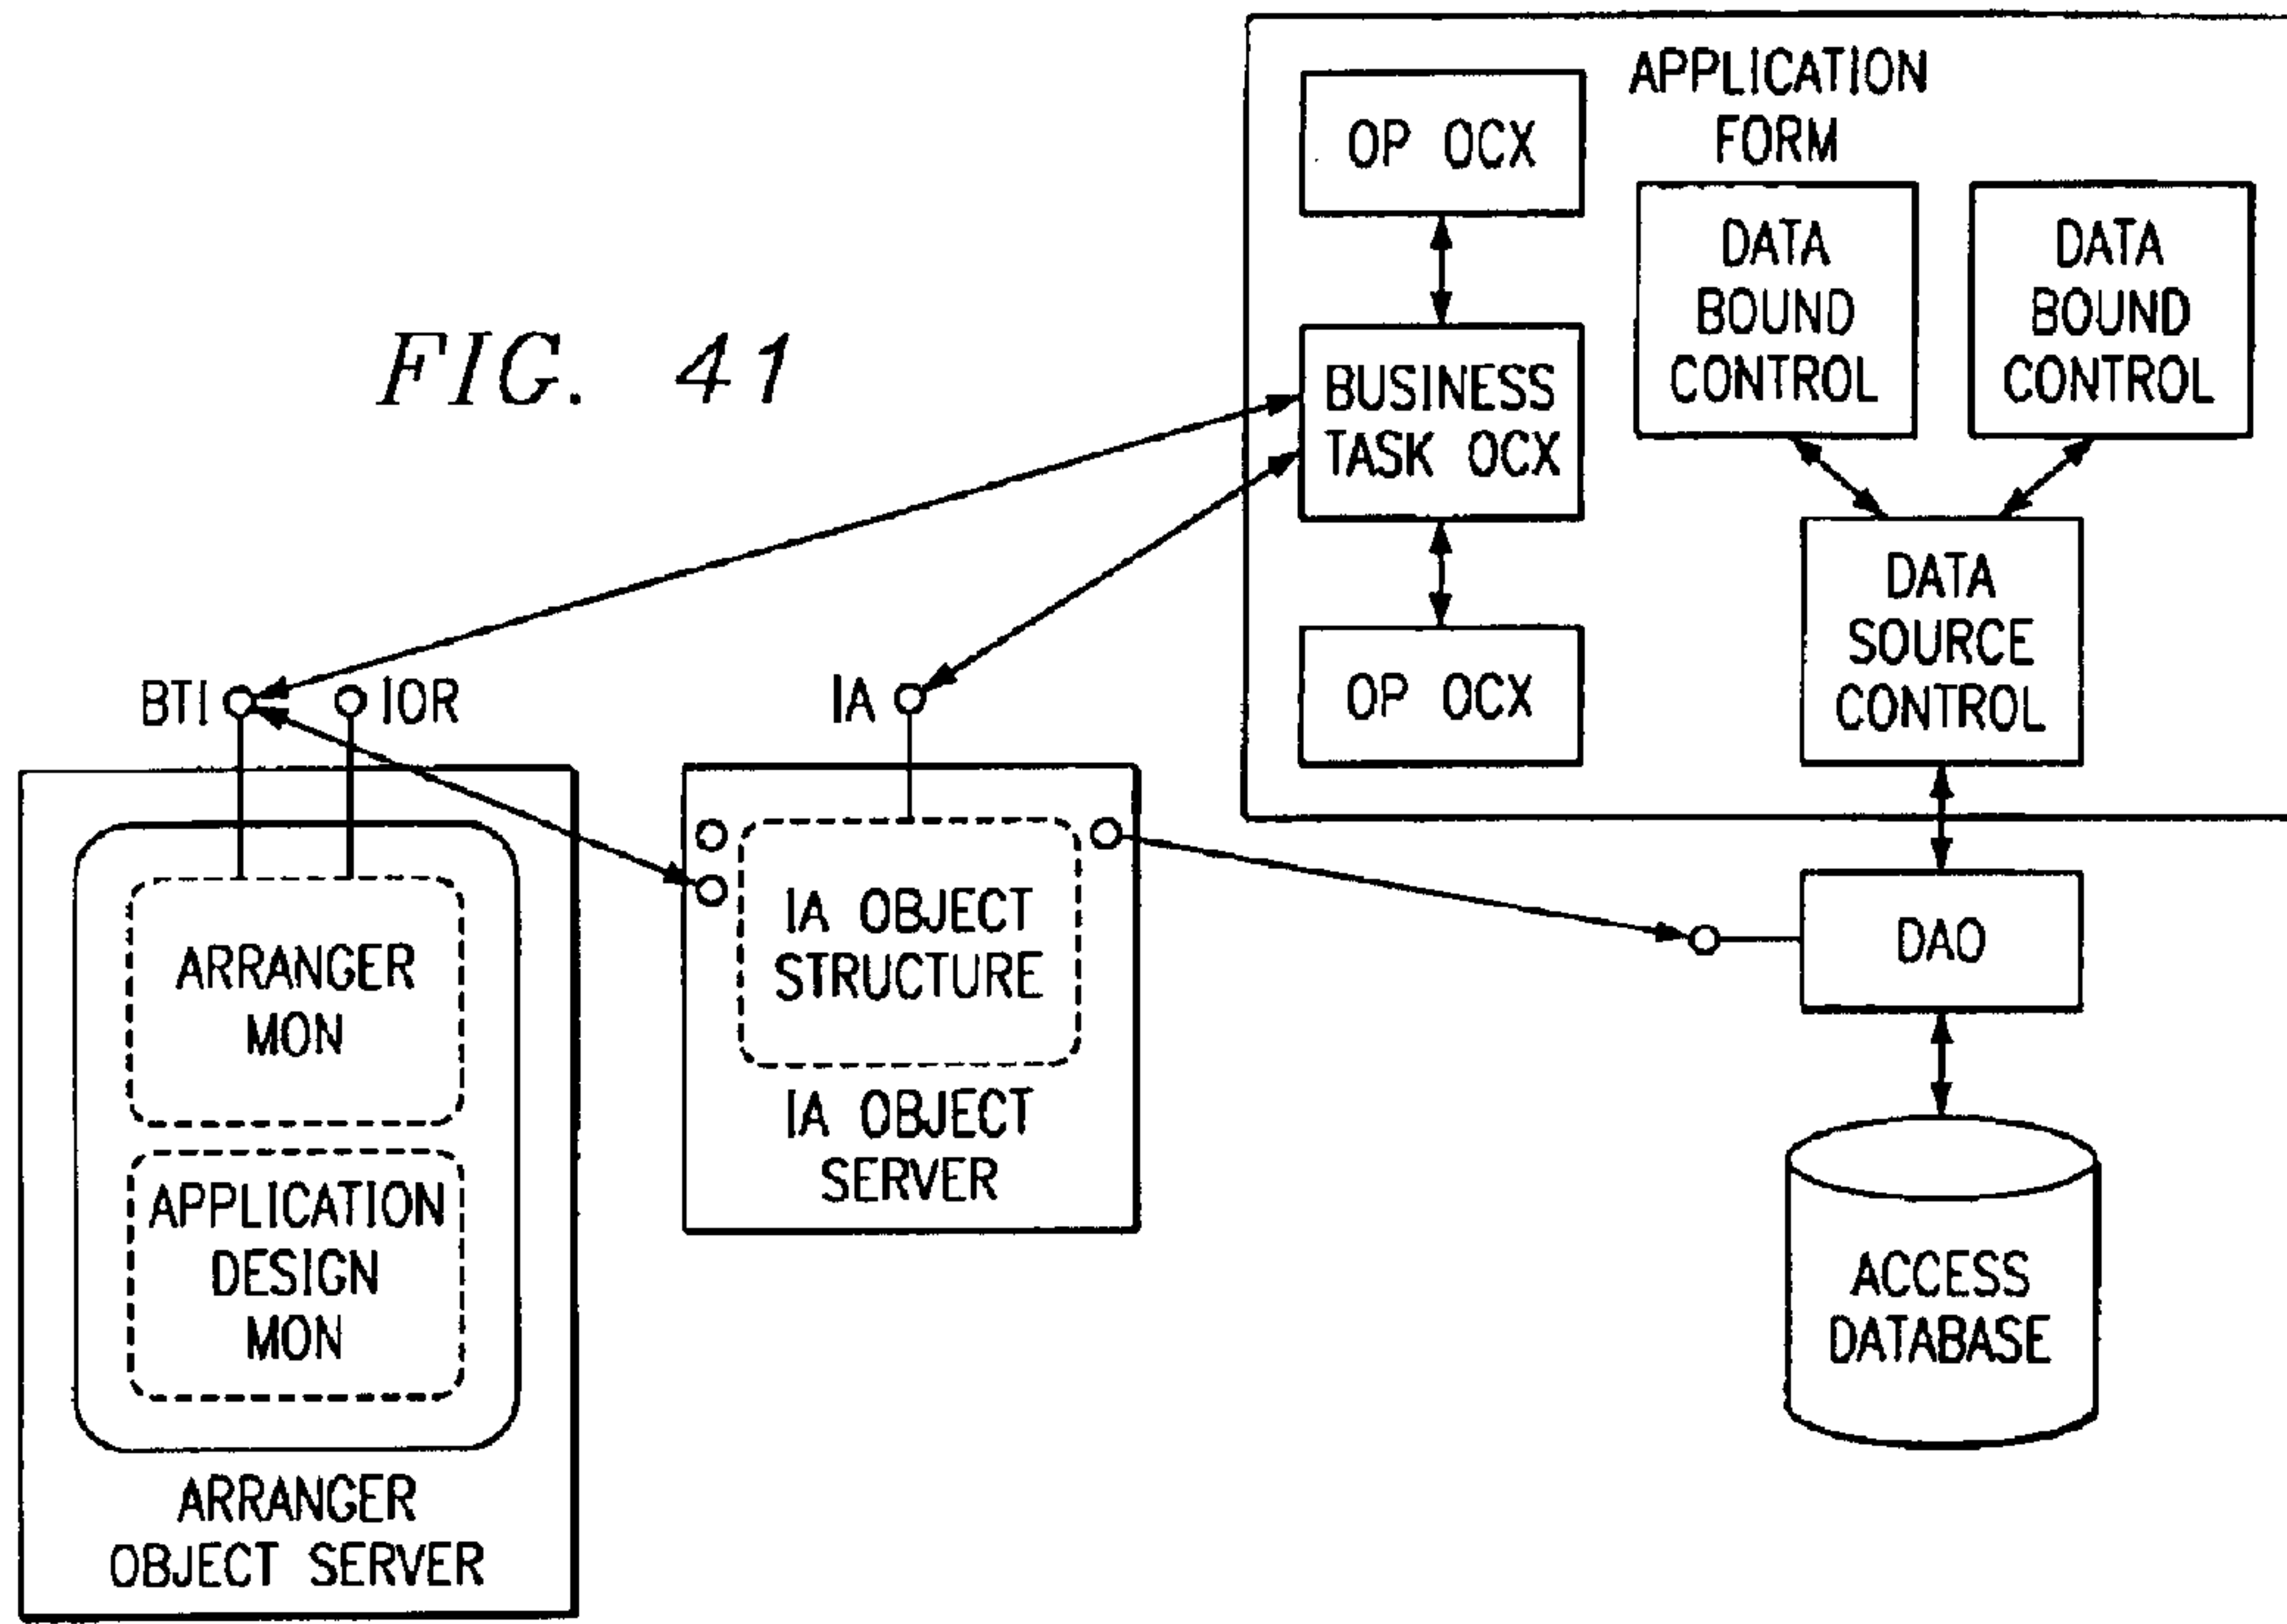 FIG. 41
APPLICATION
FORM
OP OCX
BUSINESS
TASK OCX
OP OCX
DATA
BOUND
CONTROL
DATA
BOUND
CONTROL
DATA
SOURCE
CONTROL
DAO
ACCESS
DATABASE
BTI
IOR
IA
ARRANGER
MON
APPLICATION
DESIGN
MON
ARRANGER
OBJECT SERVER
IA OBJECT
STRUCTURE
IA OBJECT
SERVER